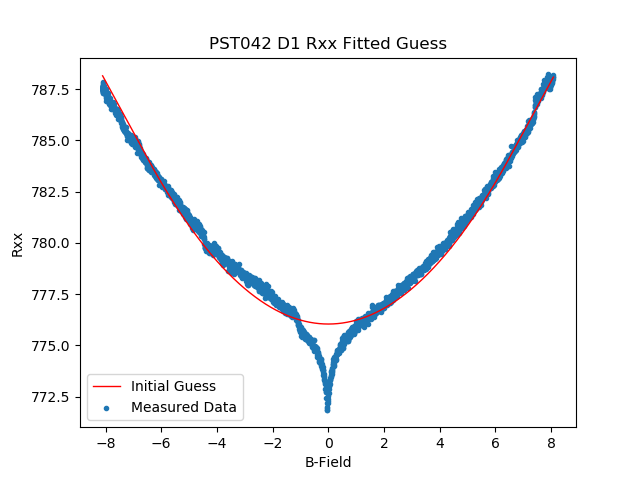 PST042 D1 Rxx Fitted Guess
787.5
785.0
782.5
780.0
777.5
775.0
772.5
Rxx
Initial Guess
Measured Data
−8 −6 −4 −2 0 2 4 6 8
B-Field